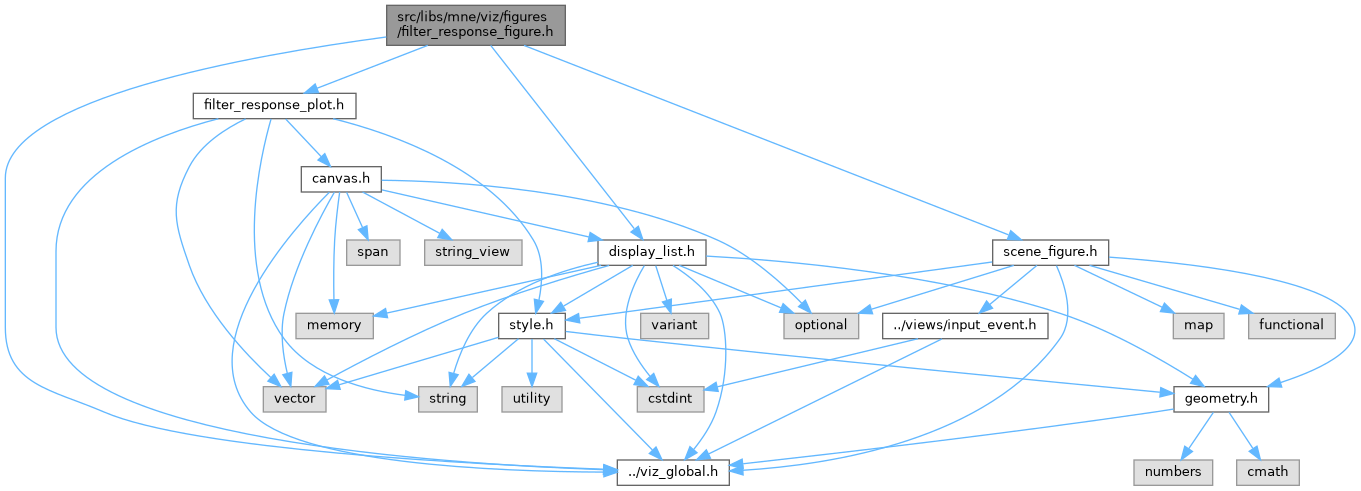 src/libs/mne/viz/figures
/filter_response_figure.h
filter_response_plot.h
canvas.h
span
string_view
display_list.h
scene_figure.h
memory
style.h
variant
optional
../views/input_event.h
map
functional
vector
string
utility
cstdint
geometry.h
../viz_global.h
numbers
cmath